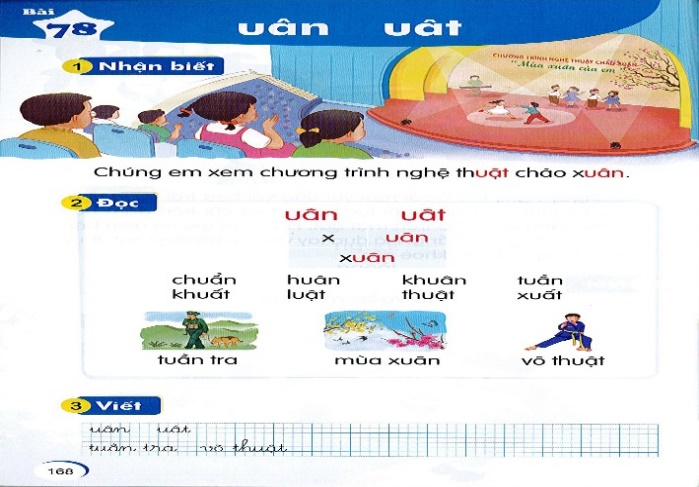 Bài
78
uân uât
1 Nhận biết
CHƯƠNG TRÌNH NGHỆ THUẬT CHÀO XUÂN
"Mùa xuân của em"
Chúng em xem chương trình nghệ thuật chào xuân.
2 Đọc
uân uât
x uân
xuân
chuẩn huân khuân tuần
khuất luật thuật xuất
tuần tra mùa xuân võ thuật
3 Viết
uân uât
tuần tra võ thuật
168